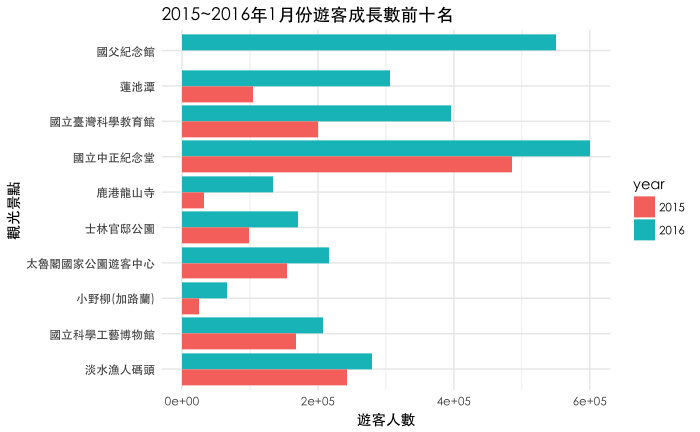 2015~2016年1月份遊客成長數前十名
國父紀念館
蓮池潭
國立臺灣科學教育館
國立中正紀念堂
鹿港龍山寺
士林官邸公園
太魯閣國家公園遊客中心
小野柳(加路蘭)
國立科學工藝博物館
淡水漁人碼頭
觀光景點
0e+00 2e+05 4e+05 6e+05
遊客人數
year
2015
2016